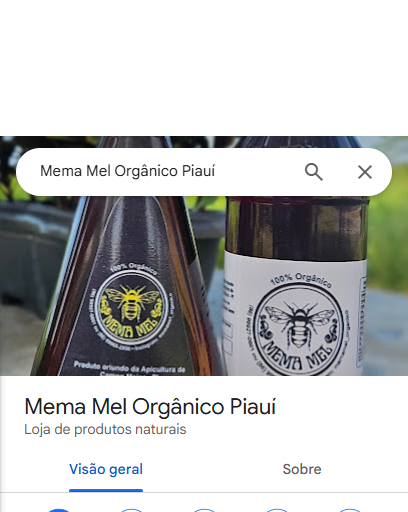 Mema Mel Orgânico Piauí
100% Orgânico
MEMA MEL
Produto oriundo da Apicultura de
100% Orgânico
MEMA MEL
Mema Mel Orgânico Piauí
Loja de produtos naturais
Visão geral
Sobre